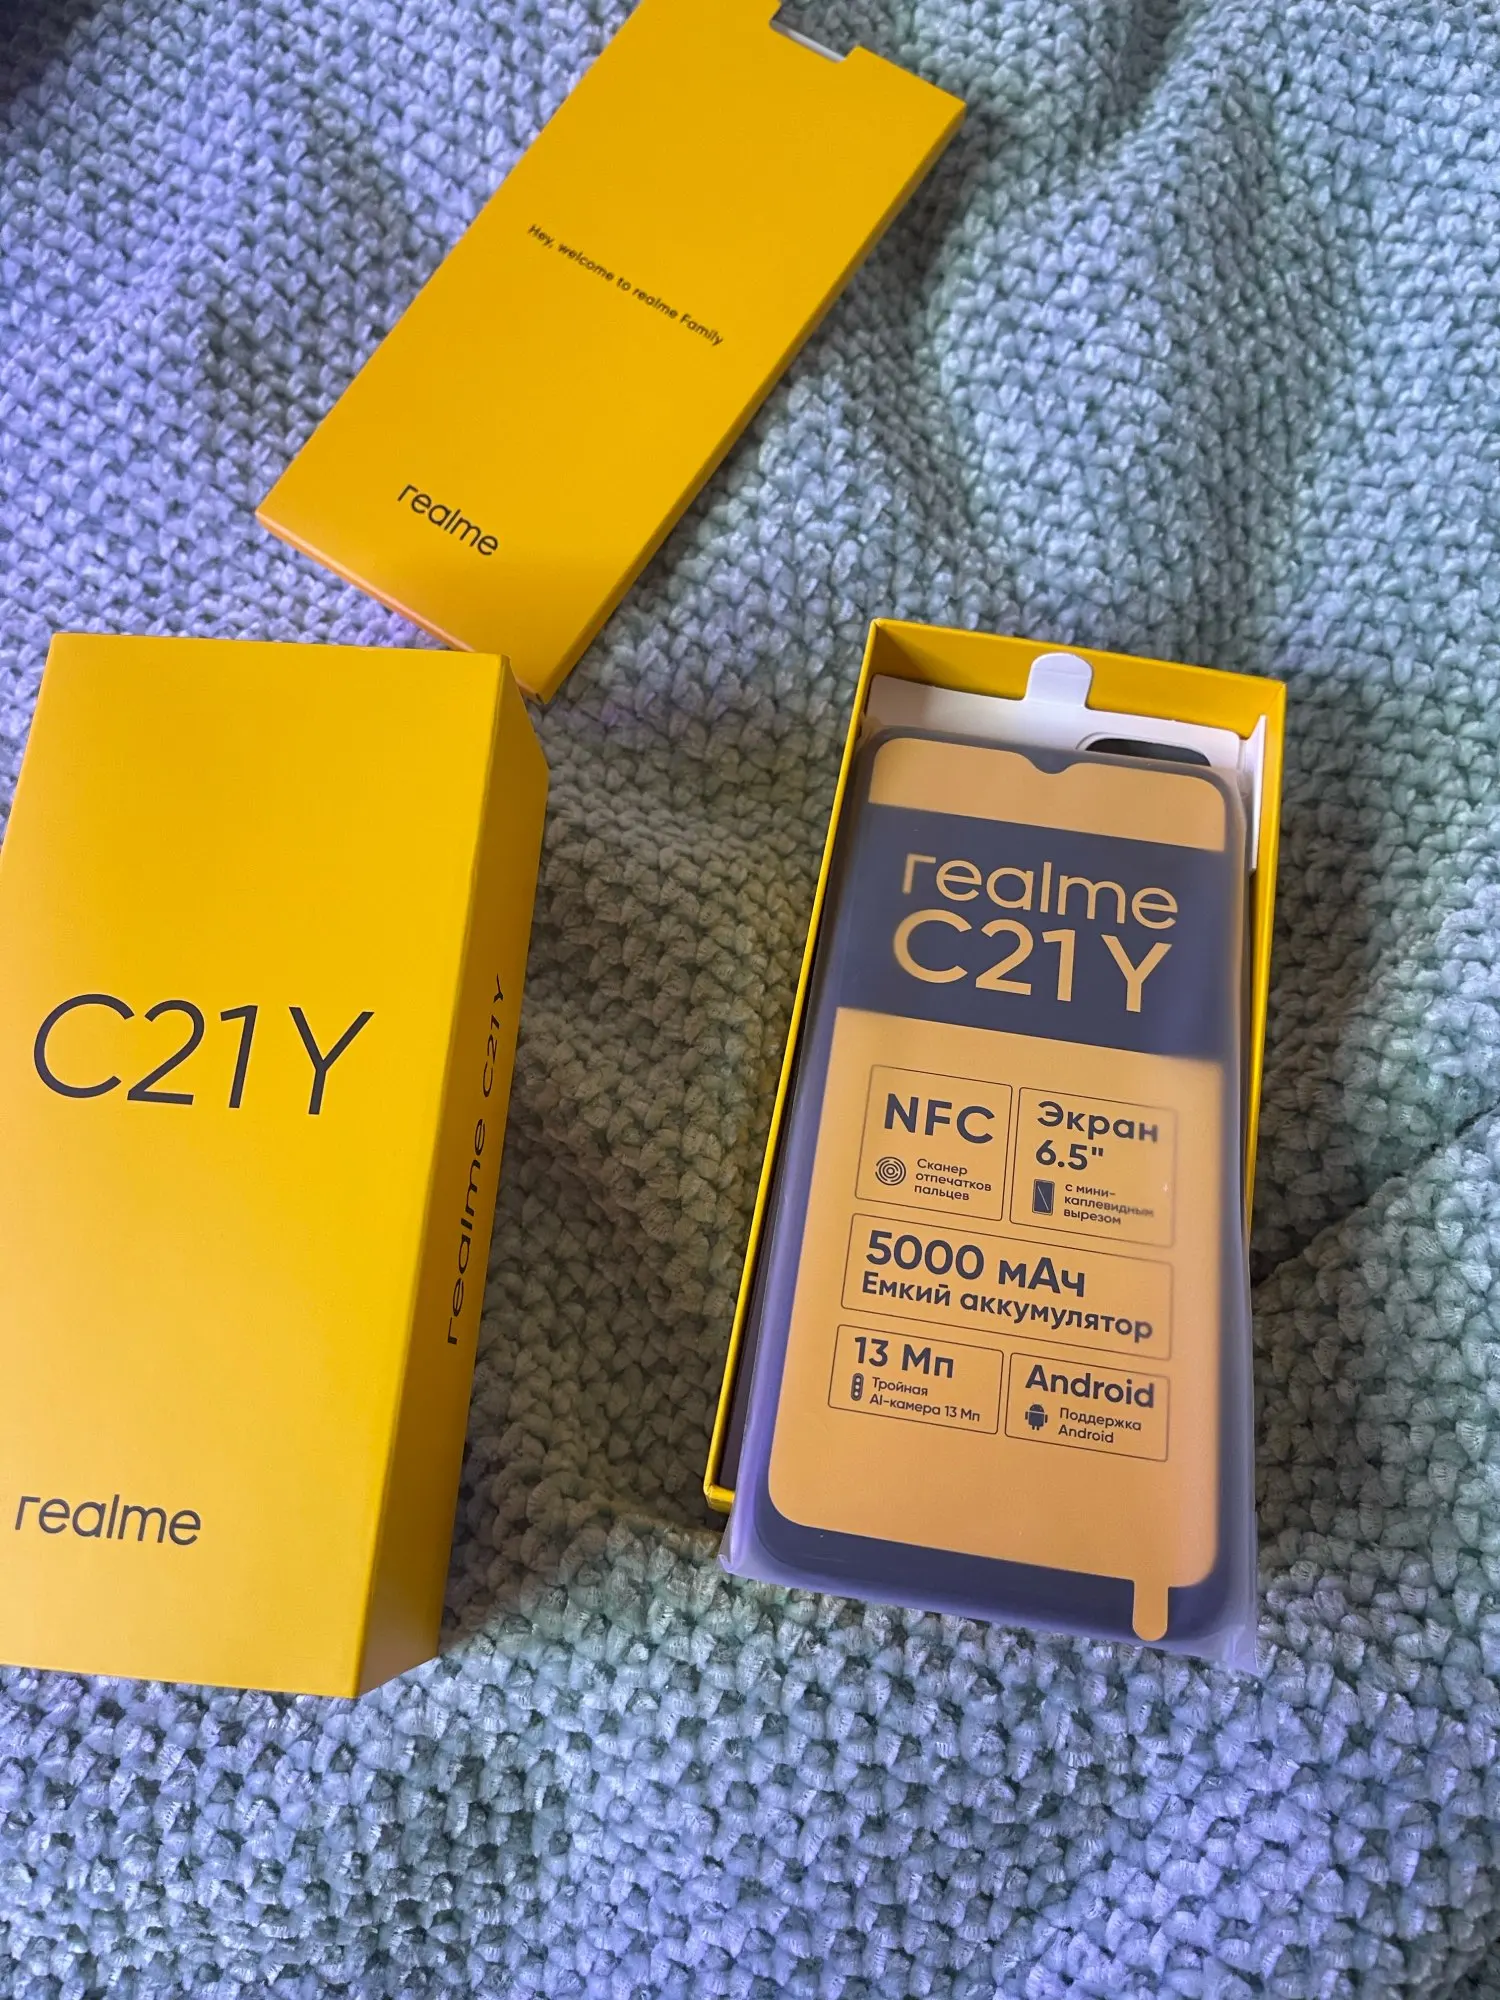 Hey, welcome to realme Family
realme
C21Y
realme
realme C21Y
realme
C21Y
NFC
Сканер
отпечатков
пальцев
Экран
6.5"
с мини-
каплевидным
вырезом
5000 мАч
Емкий аккумулятор
13 Мп
Тройная
AI-камера 13 Мп
Android
Поддержка
Android